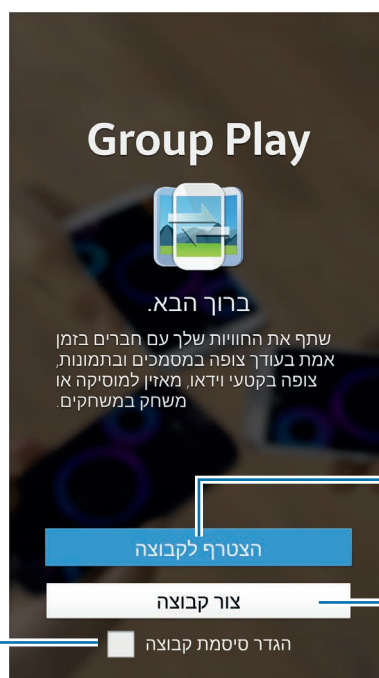 Group Play
ברוך הבא.
שתף את החוויות שלך עם חברים בזמן
אמת בעודך צופה במסמכים ובתמונות,
צופה בקטעי וידאו, מאזין למוסיקה או
משחק במשחקים.
הצטרף לקבוצה
צור קבוצה
הגדר סיסמת קבוצה